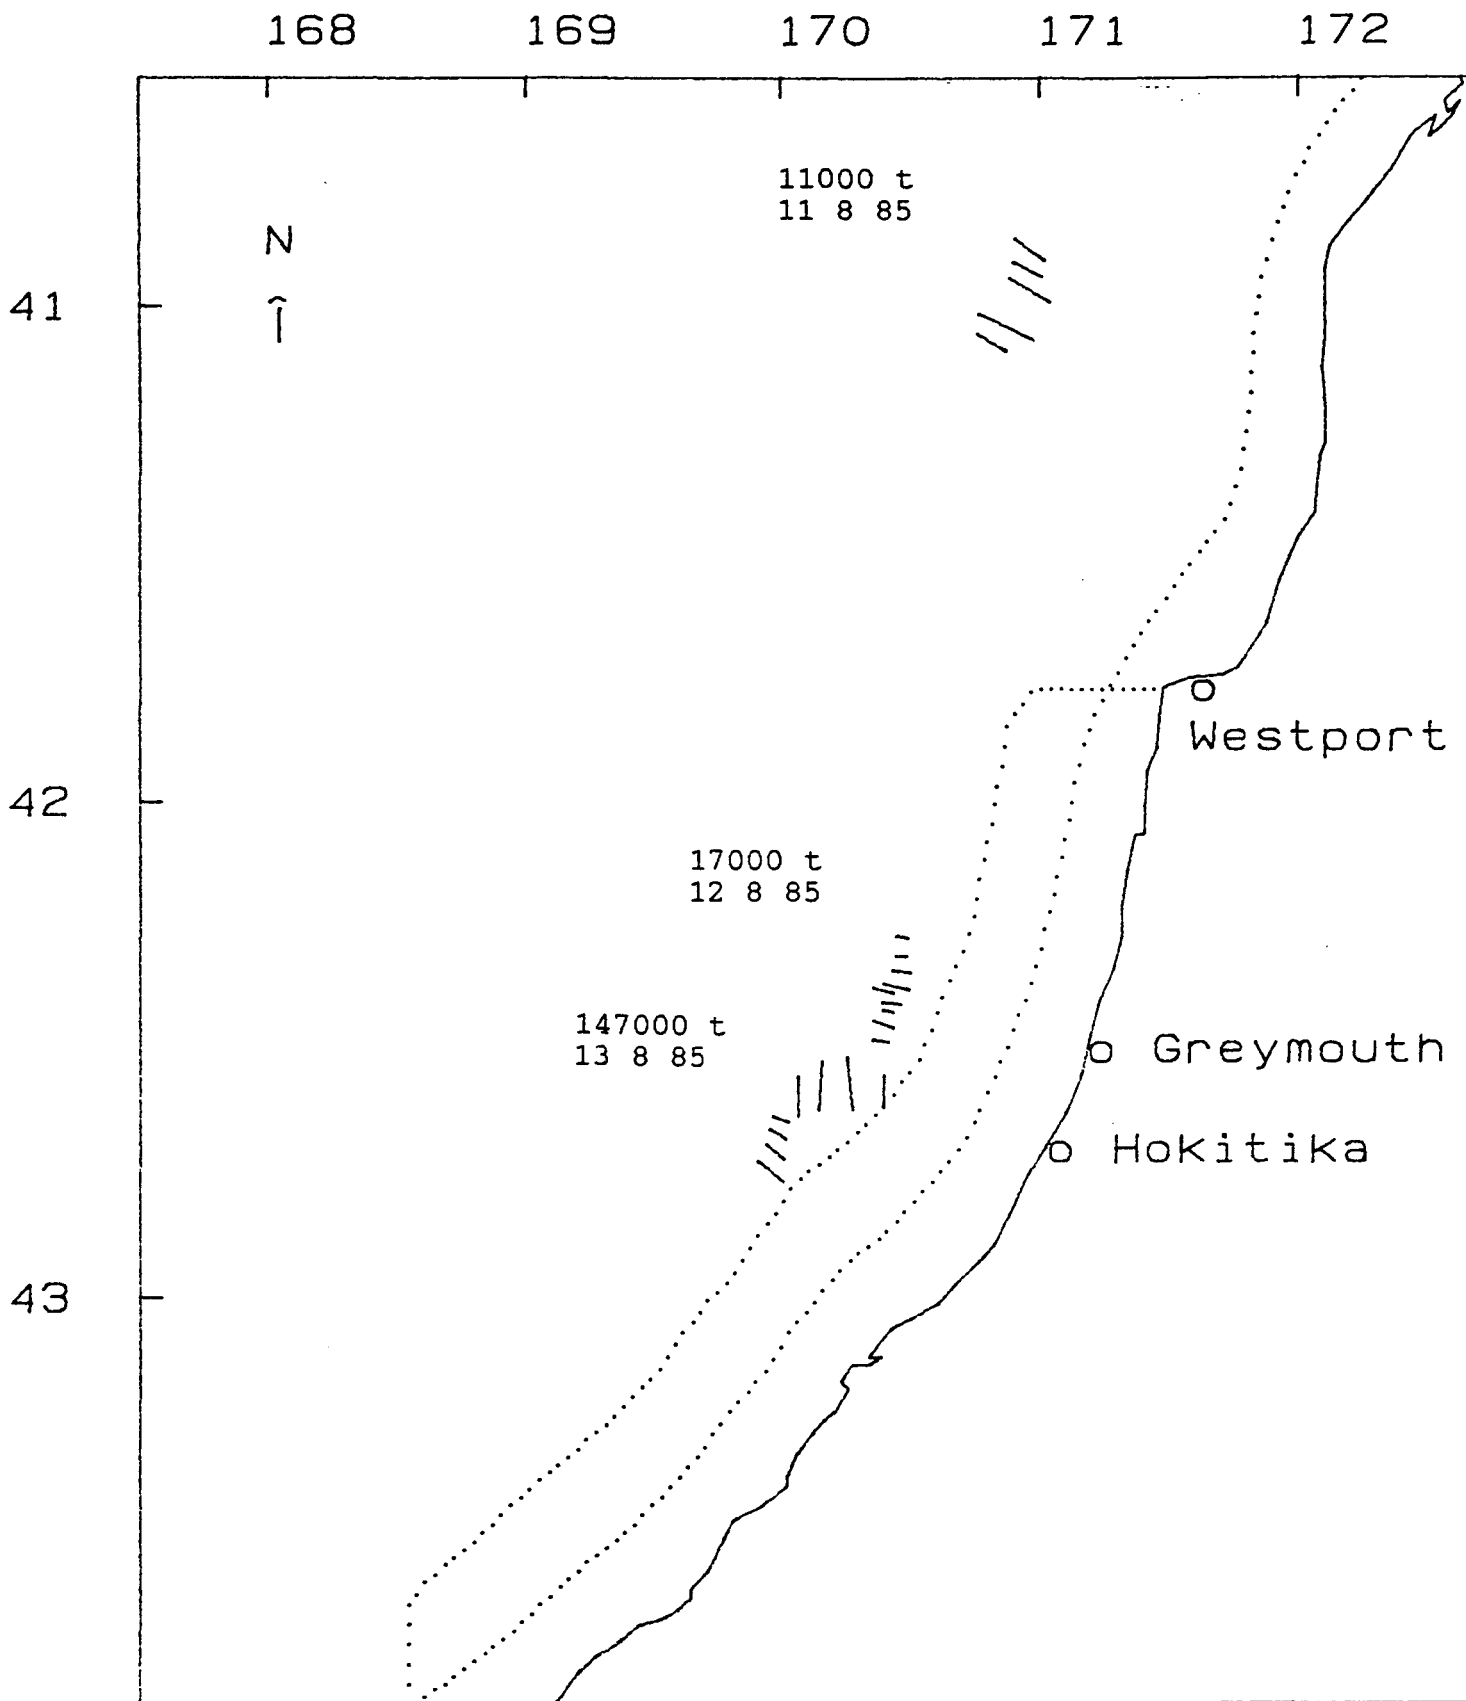 168 169 170 171 172
11000 t
11 8 85
N
41
Westport
42
17000 t
12 8 85
147000 t
13 8 85
Greymouth
Hokitika
43